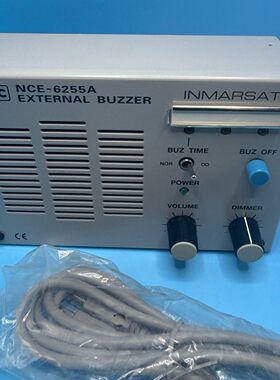 NCE-6255A
EXTERNAL BUZZER
INMARSAT
BUZ TIME
BUZ OFF
NOR
∞
POWER
VOLUME
DIMMER
CE